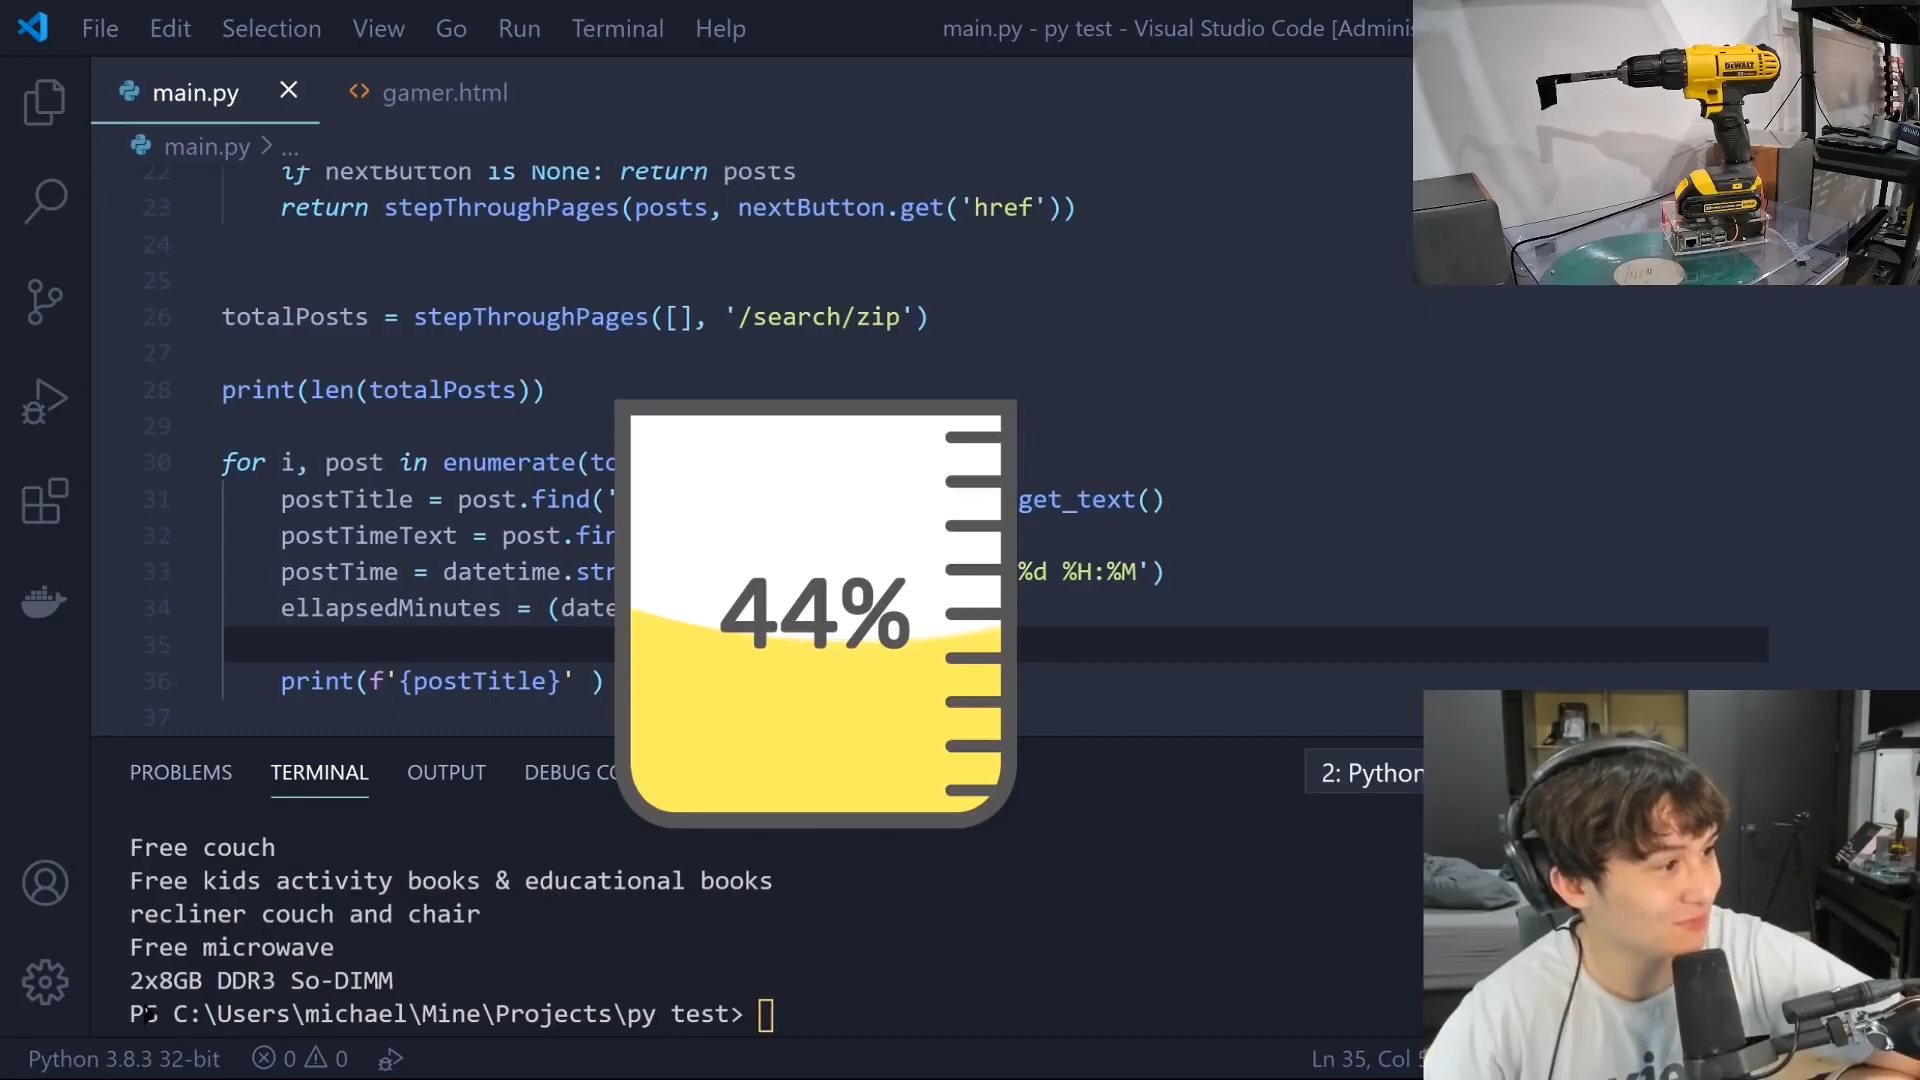 File Edit Selection View Go Run Terminal Help main.py - py test - Visual Studio Code [Adminis
main.py gamer.html
main.py > ...
22 if nextButton is None: return posts
23 return stepThroughPages(posts, nextButton.get('href'))
24
25
26 totalPosts = stepThroughPages([], '/search/zip')
27
28 print(len(totalPosts))
29
30 for i, post in enumerate(to
31 postTitle = post.find(' get_text()
32 postTimeText = post.fin
33 postTime = datetime.str %d %H:%M')
34 ellapsedMinutes = (date
35
36 print(f'{postTitle}' )
37
44%
DEWALT
PROBLEMS TERMINAL OUTPUT DEBUG CO 2: Python
Free couch
Free kids activity books & educational books
recliner couch and chair
Free microwave
2x8GB DDR3 So-DIMM
PS C:\Users\michael\Mine\Projects\py test>
Python 3.8.3 32-bit 0 0 Ln 35, Col